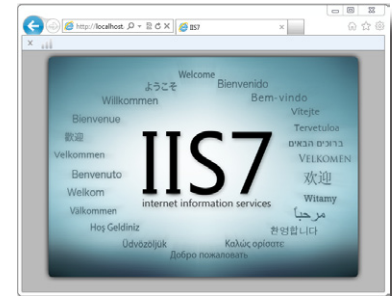 http://localhost
IIS7
Welcome
ようこそ
Bienvenido
Willkommen
Bem-vindo
Bienvenue
Vítejte
歡迎
Tervetuloa
ברוכים הבאים
Velkommen
VELKOMEN
Benvenuto
欢迎
Welkom
Witamy
Välkommen
مرحباً
Hoş Geldiniz
환영합니다
Üdvözöljük
Καλώς ορίσατε
Добро пожаловать
IIS7
internet information services